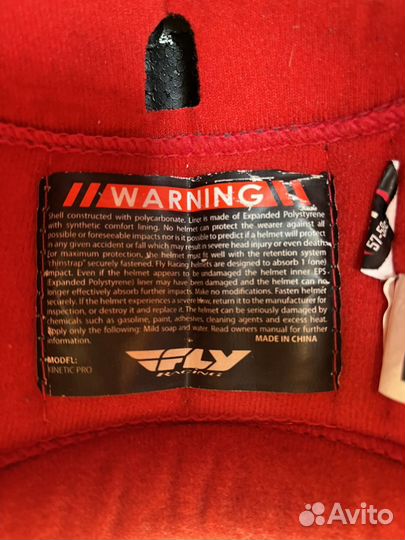 WARNING
Shell constructed with polycarbonate. Liner is made of Expanded Polystyrene
with synthetic comfort lining. No helmet can protect the wearer against all
possible or foreseeable impacts nor is it possible to predict if a helmet will protect
in any given accident or fall which may result in severe head injury or even death.
For maximum protection, the helmet must fit well with the retention system
"chinstrap" securely fastened. Fly Racing helmets are designed to absorb 1 (one)
impact. Even if the helmet appears to be undamaged the helmet inner EPS -
(Expanded Polystyrene) liner may have been damaged and the helmet can no
longer effectively absorb further impacts. Make no modifications. Fasten helmet
securely. If the helmet experiences a severe blow, return it to the manufacturer for
inspection, or destroy it and replace it. The helmet can be seriously damaged by
chemicals such as gasoline, paint, adhesives, cleaning agents and excess heat.
Apply only the following: Mild soap and water. Read owners manual for further
information.
MADE IN CHINA
MODEL:
KINETIC PRO
FLY
RACING
57-58
Avito